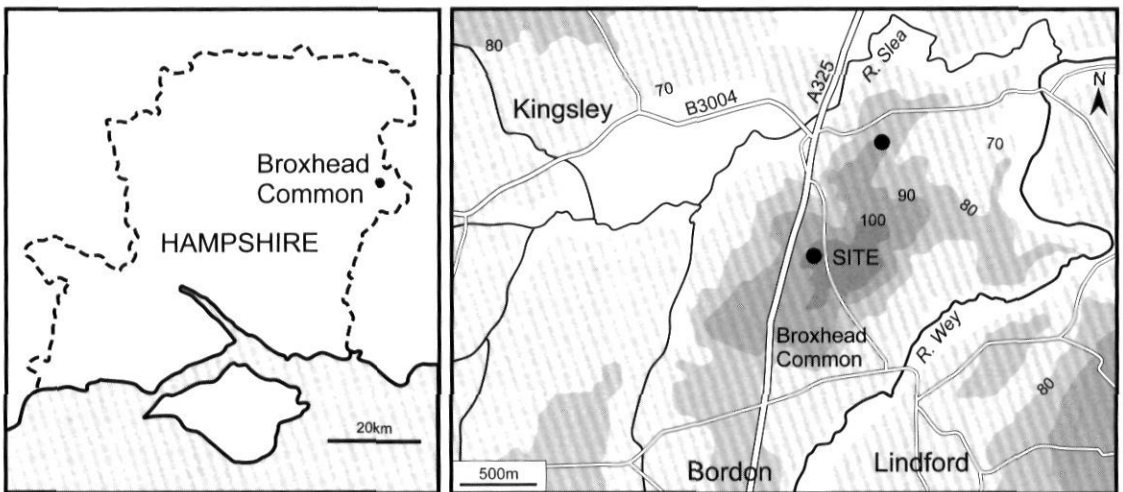 Broxhead
Common
HAMPSHIRE
20km
80
70
Kingsley
B3004
A325
R. Slea
N
70
90
80
100
SITE
Broxhead
Common
R. Wey
80
500m
Bordon
Lindford